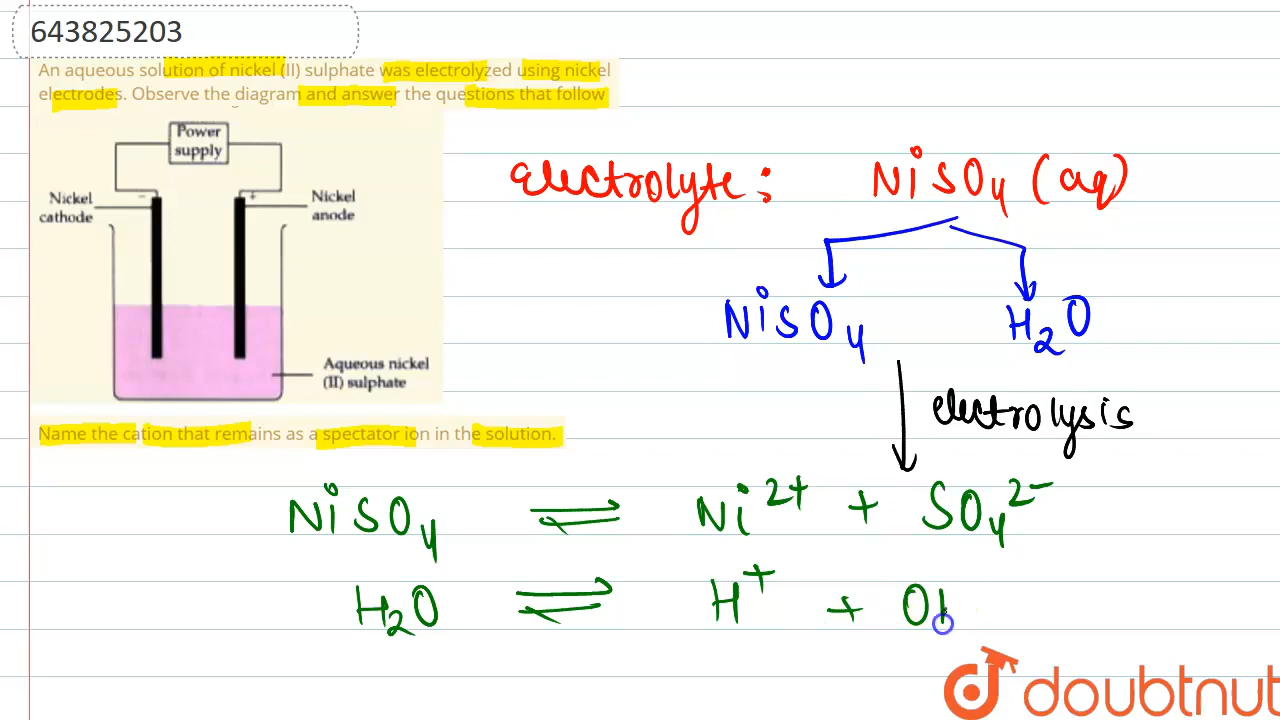 643825203
An aqueous solution of nickel (II) sulphate was electrolyzed using nickel
electrodes. Observe the diagram and answer the questions that follow
Power
supply
Nickel
cathode
−
+
Nickel
anode
Aqueous nickel
(II) sulphate
Name the cation that remains as a spectator ion in the solution.
Electrolyte: NiSO4 (aq)
NiSO4 H2O
electrolysis
NiSO4 ⇌ Ni2+ + SO42−
H2O ⇌ H+ + O
doubtnut